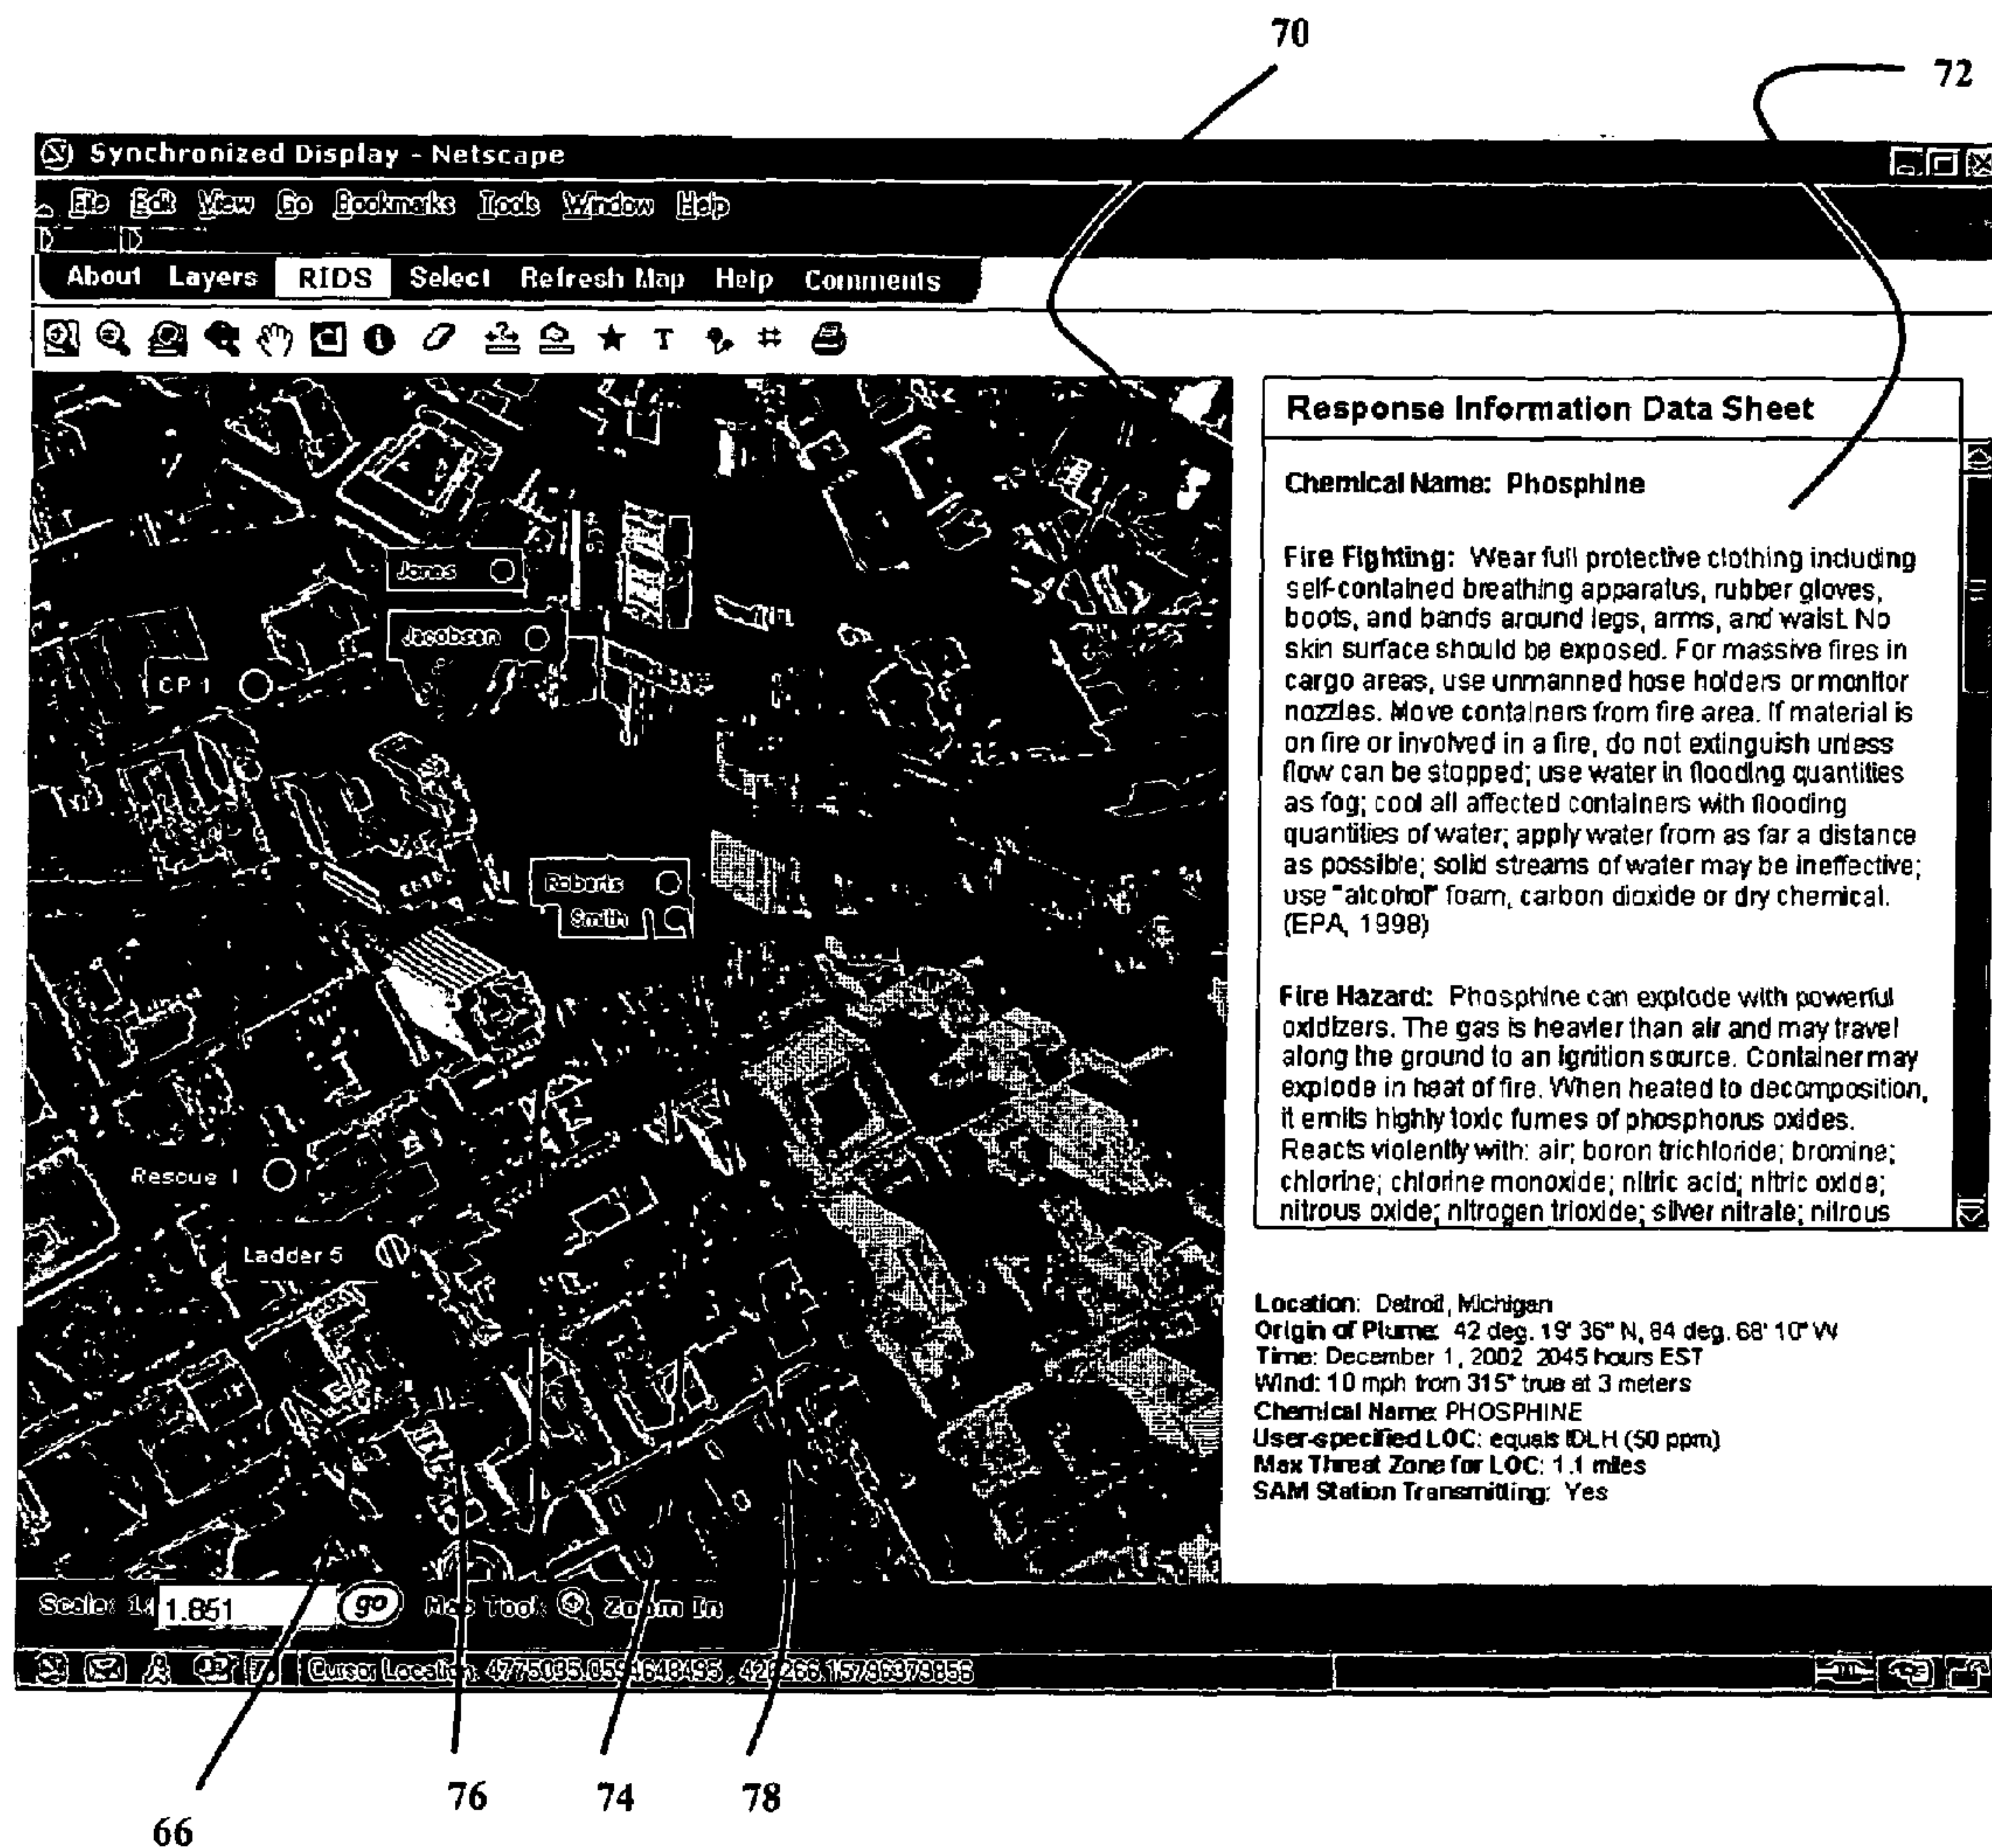 70
72
Synchronized Display - Netscape
File Edit View Go Bookmarks Tools Window Help
About Layers RIDS Select Refresh Map Help Comments
T
Response Information Data Sheet
Chemical Name: Phosphine
Fire Fighting: Wear full protective clothing including
self-contained breathing apparatus, rubber gloves,
boots, and bands around legs, arms, and waist. No
skin surface should be exposed. For massive fires in
cargo areas, use unmanned hose holders or monitor
nozzles. Move containers from fire area. If material is
on fire or involved in a fire, do not extinguish unless
flow can be stopped; use water in flooding quantities
as fog; cool all affected containers with flooding
quantities of water; apply water from as far a distance
as possible; solid streams of water may be ineffective;
use "alcohol" foam, carbon dioxide or dry chemical.
(EPA, 1998)
Fire Hazard: Phosphine can explode with powerful
oxidizers. The gas is heavier than air and may travel
along the ground to an ignition source. Container may
explode in heat of fire. When heated to decomposition,
it emits highly toxic fumes of phosphorus oxides.
Reacts violently with: air; boron trichloride; bromine;
chlorine; chlorine monoxide; nitric acid; nitric oxide;
nitrous oxide; nitrogen trioxide; silver nitrate; nitrous
Jones
Jacobsen
CP 1
Roberts
Smith
Rescue 1
Ladder 5
Location: Detroit, Michigan
Origin of Plume: 42 deg. 19' 36" N, 84 deg. 68' 10" W
Time: December 1, 2002 2045 hours EST
Wind: 10 mph from 315° true at 3 meters
Chemical Name: PHOSPHINE
User-specified LOC: equals IDLH (50 ppm)
Max Threat Zone for LOC: 1.1 miles
SAM Station Transmitting: Yes
Scale: 1: 1.851 go Map Tool: Zoom In
Cursor Location:
66
76
74
78